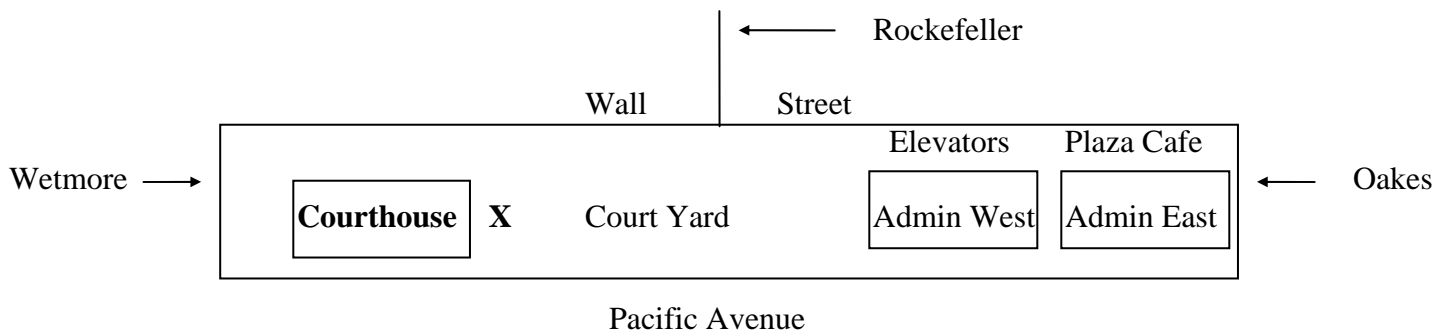 Rockefeller
Wall Street
Elevators Plaza Cafe
Wetmore Oakes
Courthouse X Court Yard Admin West Admin East
Pacific Avenue